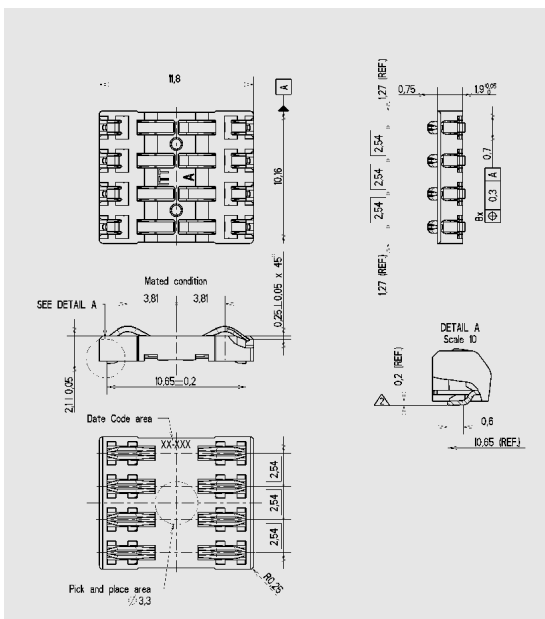 11,8
A
10,16
ITT
A
1,27 (REF)
2,54
2,54
2,54
1,27 (REF)
0,75
1.9
0,7
8x 0,3 A
Mated condition
3,81 3,81
SEE DETAIL A
0,25±0,05 x 45°
2,1±0,05
10,65±0,2
DETAIL A
Scale 10
0,2 (REF)
2
0,6
10,65 (REF)
Date Code area
XX-XXX
2,54
2,54
2,54
R0,25
Pick and place area
3,3